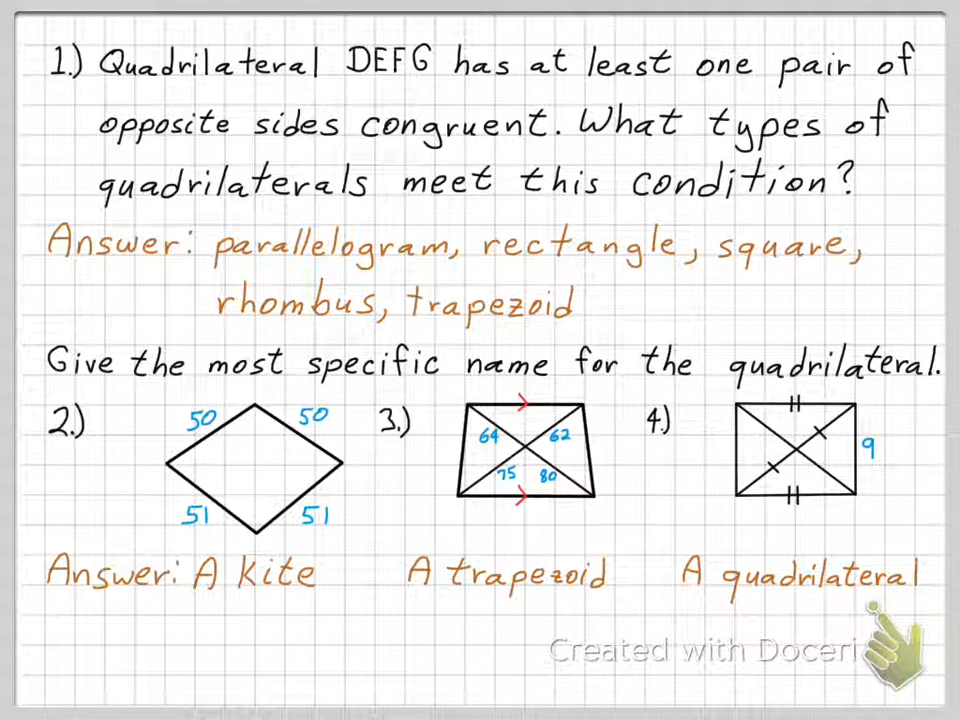 1.) Quadrilateral DEFG has at least one pair of
opposite sides congruent. What types of
quadrilaterals meet this condition?
Answer: parallelogram, rectangle, square,
rhombus, trapezoid
Give the most specific name for the quadrilateral.
2.) 50 50 3.) 64 62 4.) 9
51 51 75 80
Answer: A kite A trapezoid A quadrilateral
Created with Doceri